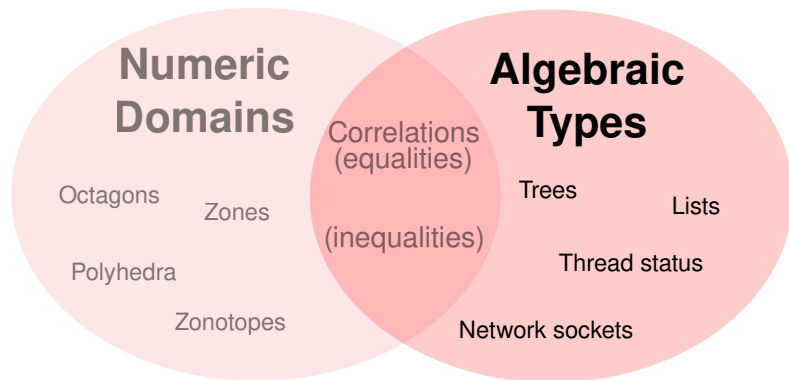 Numeric
Domains
Octagons
Zones
Polyhedra
Zonotopes
Correlations
(equalities)
(inequalities)
Algebraic
Types
Trees
Lists
Thread status
Network sockets